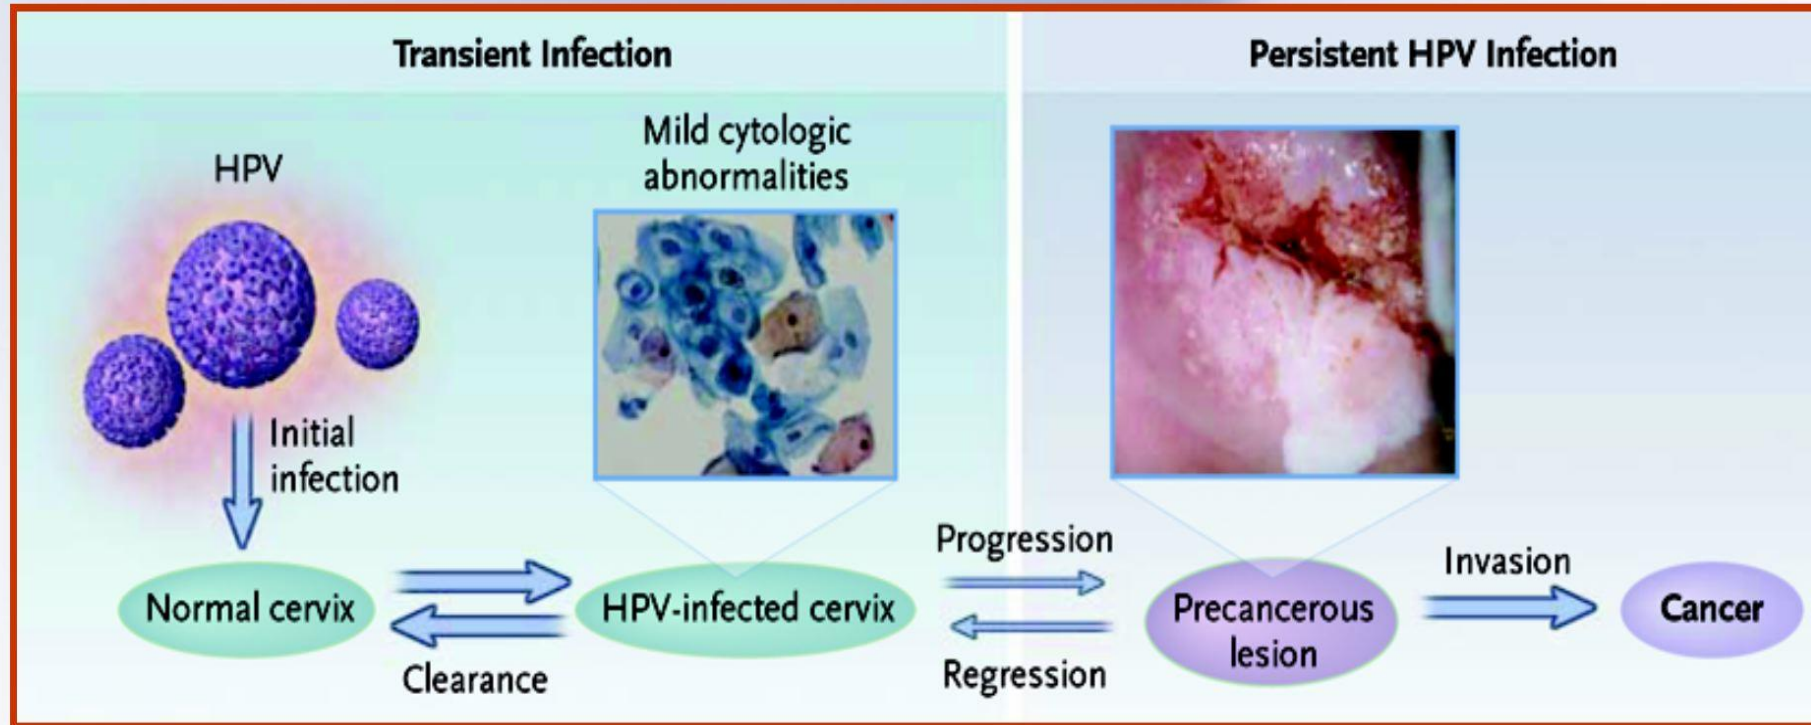 Transient Infection
Persistent HPV Infection
HPV
Mild cytologic
abnormalities
Initial
infection
Normal cervix
Clearance
HPV-infected cervix
Progression
Regression
Precancerous
lesion
Invasion
Cancer